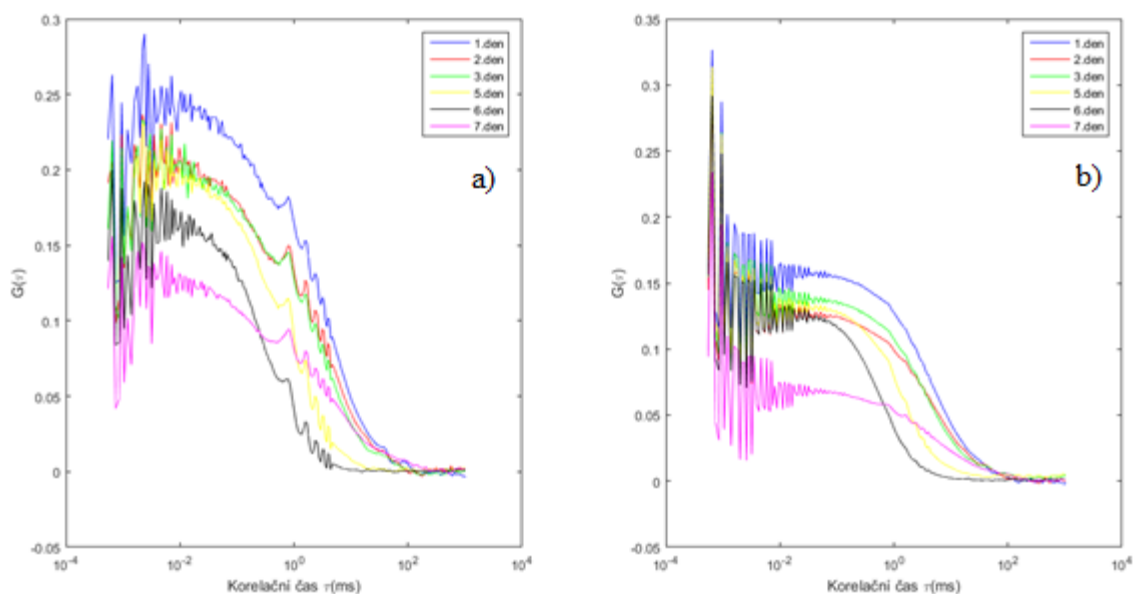 0.3
0.25
0.2
0.15
0.1
0.05
0
-0.05
G(τ)
10-4
10-2
100
102
104
Korelační čas τ(ms)
1.den
2.den
3.den
5.den
6.den
7.den
a)
0.35
0.3
0.25
0.2
0.15
0.1
0.05
0
-0.05
G(τ)
10-4
10-2
100
102
104
Korelační čas τ(ms)
1.den
2.den
3.den
5.den
6.den
7.den
b)